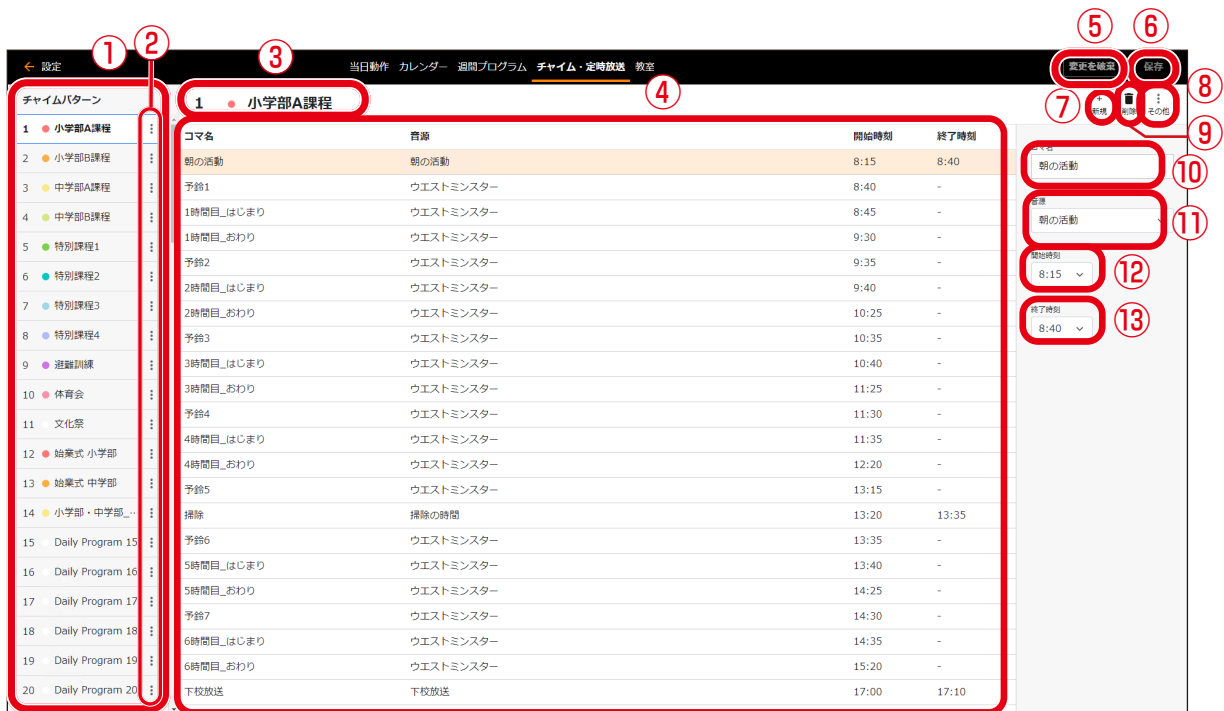 ① ② ③ ④ ⑤ ⑥
← 設定 当日動作 カレンダー 週間プログラム チャイム・定時放送 教室 変更を破棄 保存
チャイムパターン
1 小学部A課程
2 小学部B課程
3 中学部A課程
4 中学部B課程
5 特別課程1
6 特別課程2
7 特別課程3
8 特別課程4
9 避難訓練
10 体育会
11 文化祭
12 始業式 小学部
13 始業式 中学部
14 小学部・中学部_…
15 Daily Program 15
16 Daily Program 16
17 Daily Program 17
18 Daily Program 18
19 Daily Program 19
20 Daily Program 20
1 小学部A課程
コマ名 音源 開始時刻 終了時刻
朝の活動 朝の活動 8:15 8:40
予鈴1 ウエストミンスター 8:40 -
1時間目_はじまり ウエストミンスター 8:45 -
1時間目_おわり ウエストミンスター 9:30 -
予鈴2 ウエストミンスター 9:35 -
2時間目_はじまり ウエストミンスター 9:40 -
2時間目_おわり ウエストミンスター 10:25 -
予鈴3 ウエストミンスター 10:35 -
3時間目_はじまり ウエストミンスター 10:40 -
3時間目_おわり ウエストミンスター 11:25 -
予鈴4 ウエストミンスター 11:30 -
4時間目_はじまり ウエストミンスター 11:35 -
4時間目_おわり ウエストミンスター 12:20 -
予鈴5 ウエストミンスター 13:15 -
掃除 掃除の時間 13:20 13:35
予鈴6 ウエストミンスター 13:35 -
5時間目_はじまり ウエストミンスター 13:40 -
5時間目_おわり ウエストミンスター 14:25 -
予鈴7 ウエストミンスター 14:30 -
6時間目_はじまり ウエストミンスター 14:35 -
6時間目_おわり ウエストミンスター 15:20 -
下校放送 下校放送 17:00 17:10
⑦ + 新規 削除 その他 ⑧
⑨
コマ名
朝の活動 ⑩
音源
朝の活動 ⑪
開始時刻
8:15 ⑫
終了時刻
8:40 ⑬